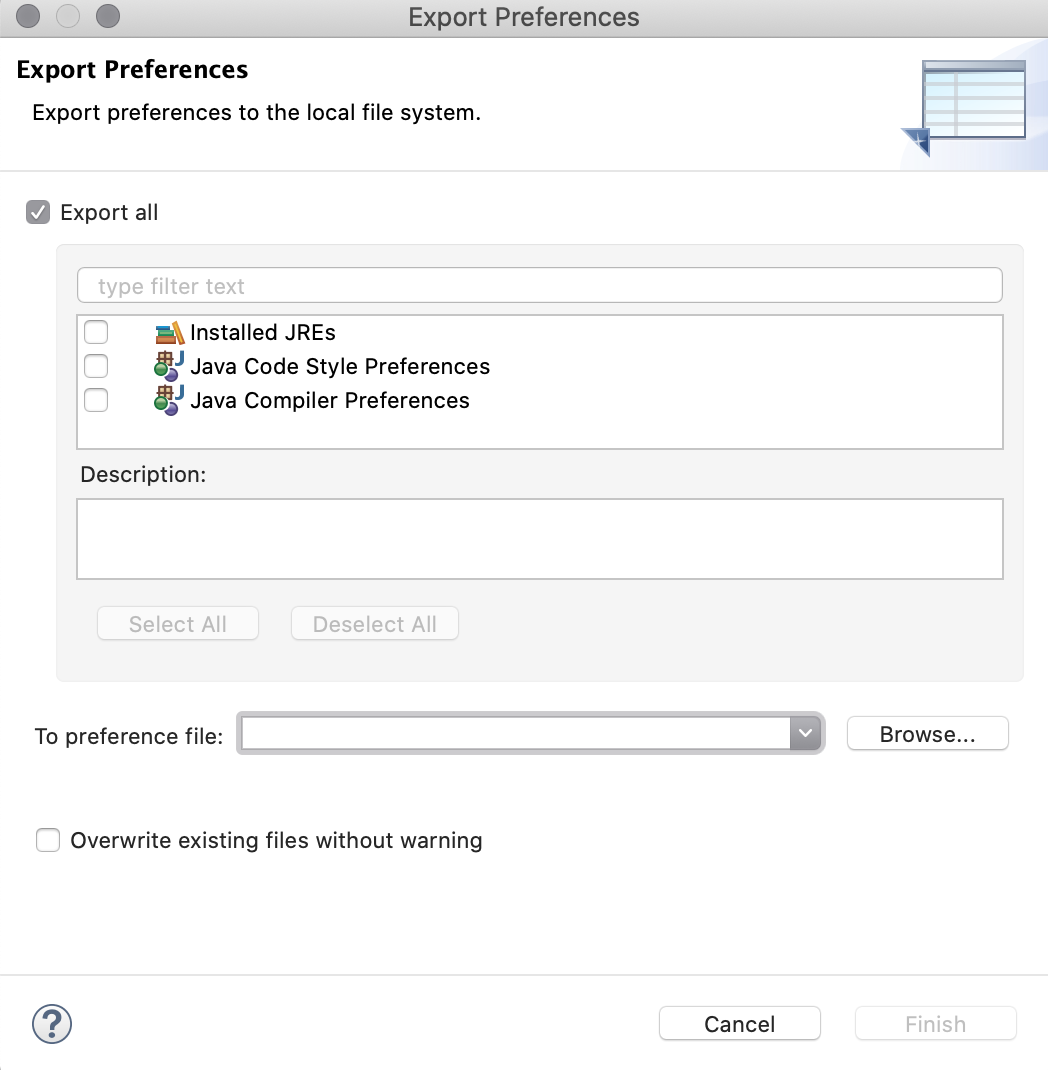 Export Preferences
Export Preferences
Export preferences to the local file system.
Export all
type filter text
Installed JREs
Java Code Style Preferences
Java Compiler Preferences
Description:
Select All Deselect All
To preference file: Browse...
Overwrite existing files without warning
? Cancel Finish